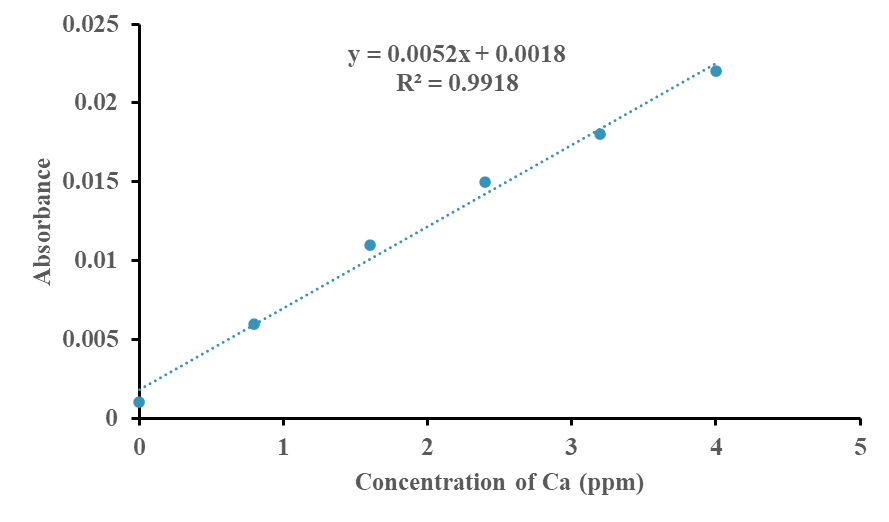 y = 0.0052x + 0.0018
R² = 0.9918
0.025
0.02
0.015
0.01
0.005
0
Absorbance
0 1 2 3 4 5
Concentration of Ca (ppm)